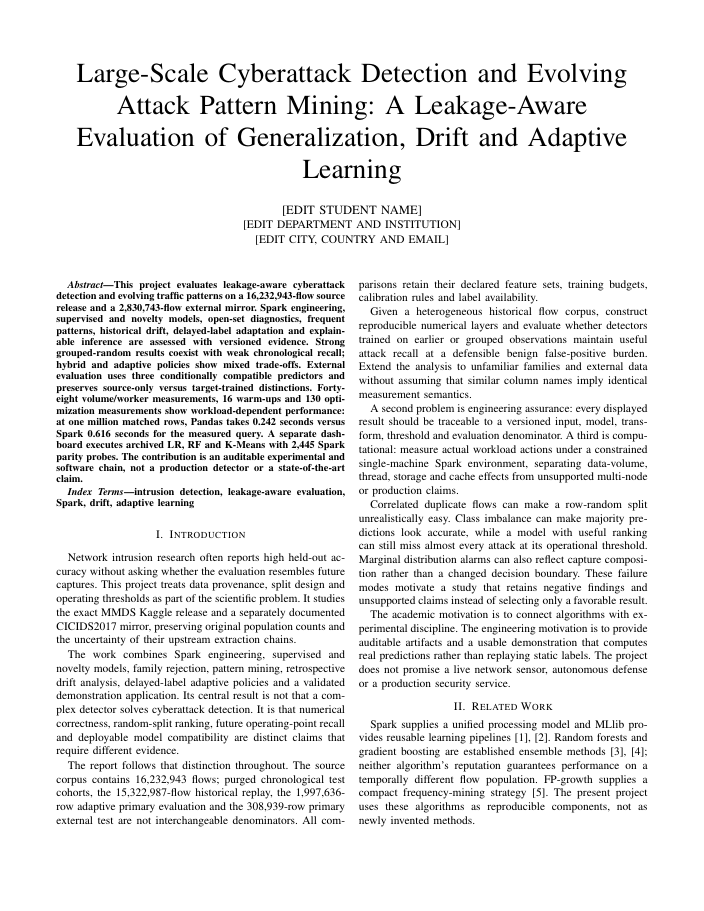 Large-Scale Cyberattack Detection and Evolving
Attack Pattern Mining: A Leakage-Aware
Evaluation of Generalization, Drift and Adaptive
Learning
[EDIT STUDENT NAME]
[EDIT DEPARTMENT AND INSTITUTION]
[EDIT CITY, COUNTRY AND EMAIL]
Abstract—This project evaluates leakage-aware cyberattack
detection and evolving traffic patterns on a 16,232,943-flow source
release and a 2,830,743-flow external mirror. Spark engineering,
supervised and novelty models, open-set diagnostics, frequent
patterns, historical drift, delayed-label adaptation and explain-
able inference are assessed with versioned evidence. Strong
grouped-random results coexist with weak chronological recall;
hybrid and adaptive policies show mixed trade-offs. External
evaluation uses three conditionally compatible predictors and
preserves source-only versus target-trained distinctions. Forty-
eight volume/worker measurements, 16 warm-ups and 130 opti-
mization measurements show workload-dependent performance:
at one million matched rows, Pandas takes 0.242 seconds versus
Spark 0.616 seconds for the measured query. A separate dash-
board executes archived LR, RF and K-Means with 2,445 Spark
parity probes. The contribution is an auditable experimental and
software chain, not a production detector or a state-of-the-art
claim.
Index Terms—intrusion detection, leakage-aware evaluation,
Spark, drift, adaptive learning
I. INTRODUCTION
Network intrusion research often reports high held-out ac-
curacy without asking whether the evaluation resembles future
captures. This project treats data provenance, split design and
operating thresholds as part of the scientific problem. It studies
the exact MMDS Kaggle release and a separately documented
CICIDS2017 mirror, preserving original population counts and
the uncertainty of their upstream extraction chains.
The work combines Spark engineering, supervised and
novelty models, family rejection, pattern mining, retrospective
drift analysis, delayed-label adaptive policies and a validated
demonstration application. Its central result is not that a com-
plex detector solves cyberattack detection. It is that numerical
correctness, random-split ranking, future operating-point recall
and deployable model compatibility are distinct claims that
require different evidence.
The report follows that distinction throughout. The source
corpus contains 16,232,943 flows; purged chronological test
cohorts, the 15,322,987-flow historical replay, the 1,997,636-
row adaptive primary evaluation and the 308,939-row primary
external test are not interchangeable denominators. All com-
parisons retain their declared feature sets, training budgets,
calibration rules and label availability.
Given a heterogeneous historical flow corpus, construct
reproducible numerical layers and evaluate whether detectors
trained on earlier or grouped observations maintain useful
attack recall at a defensible benign false-positive burden.
Extend the analysis to unfamiliar families and external data
without assuming that similar column names imply identical
measurement semantics.
A second problem is engineering assurance: every displayed
result should be traceable to a versioned input, model, trans-
form, threshold and evaluation denominator. A third is compu-
tational: measure actual workload actions under a constrained
single-machine Spark environment, separating data-volume,
thread, storage and cache effects from unsupported multi-node
or production claims.
Correlated duplicate flows can make a row-random split
unrealistically easy. Class imbalance can make majority pre-
dictions look accurate, while a model with useful ranking
can still miss almost every attack at its operational threshold.
Marginal distribution alarms can also reflect capture composi-
tion rather than a changed decision boundary. These failure
modes motivate a study that retains negative findings and
unsupported claims instead of selecting only a favorable result.
The academic motivation is to connect algorithms with ex-
perimental discipline. The engineering motivation is to provide
auditable artifacts and a usable demonstration that computes
real predictions rather than replaying static labels. The project
does not promise a live network sensor, autonomous defense
or a production security service.
II. RELATED WORK
Spark supplies a unified processing model and MLlib pro-
vides reusable learning pipelines [1], [2]. Random forests and
gradient boosting are established ensemble methods [3], [4];
neither algorithm's reputation guarantees performance on a
temporally different flow population. FP-growth supplies a
compact frequency-mining strategy [5]. The present project
uses these algorithms as reproducible components, not as
newly invented methods.